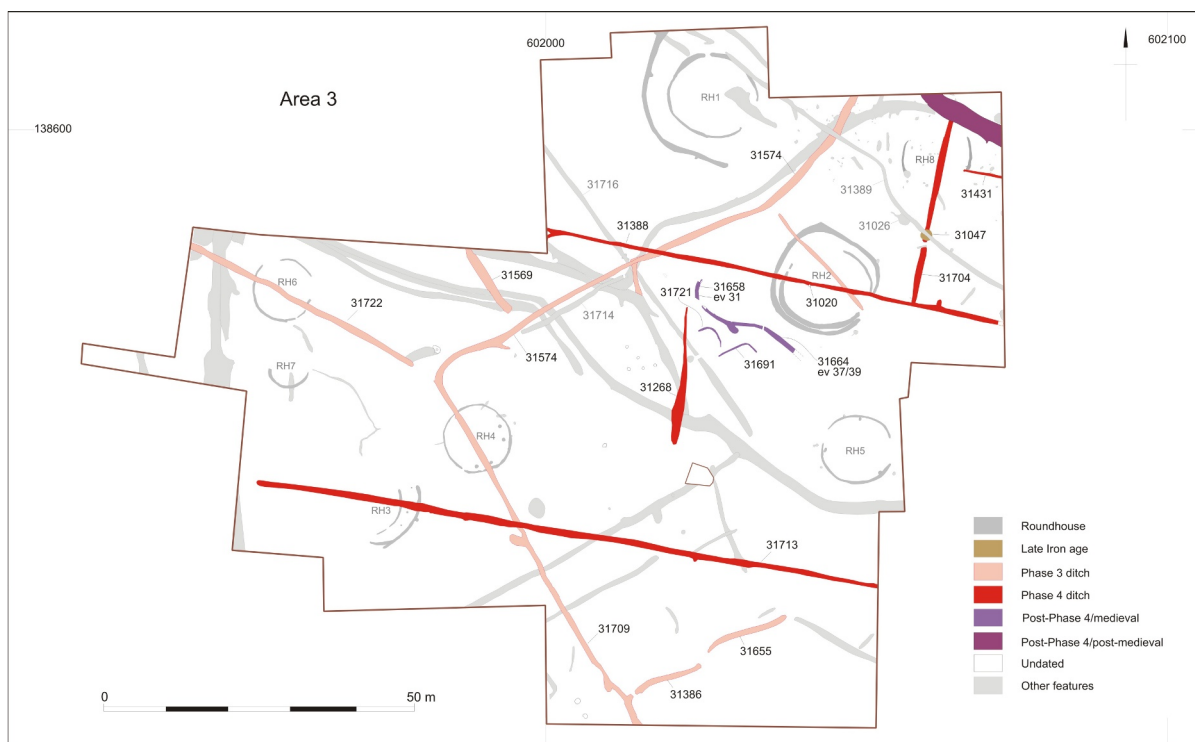 602000
602100
Area 3
138600
RH1
31574
RH8
31716
31389
31431
31388
31026
31047
RH2
31569
RH6
31721
31658
ev 31
31704
31722
31020
31714
RH7
31574
31664
ev 37/39
31691
31268
RH4
RH5
RH3
31713
31709
31655
31386
0
50 m
Roundhouse
Late Iron age
Phase 3 ditch
Phase 4 ditch
Post-Phase 4/medieval
Post-Phase 4/post-medieval
Undated
Other features